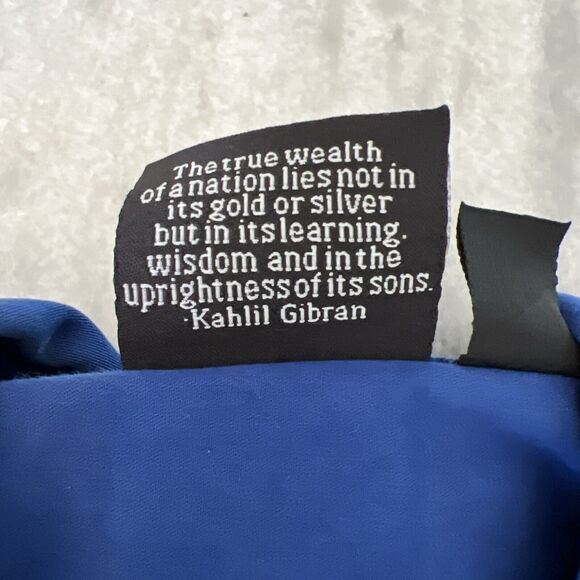 The true wealth
of a nation lies not in
its gold or silver
but in its learning.
wisdom and in the
uprightness of its sons.
·Kahlil Gibran